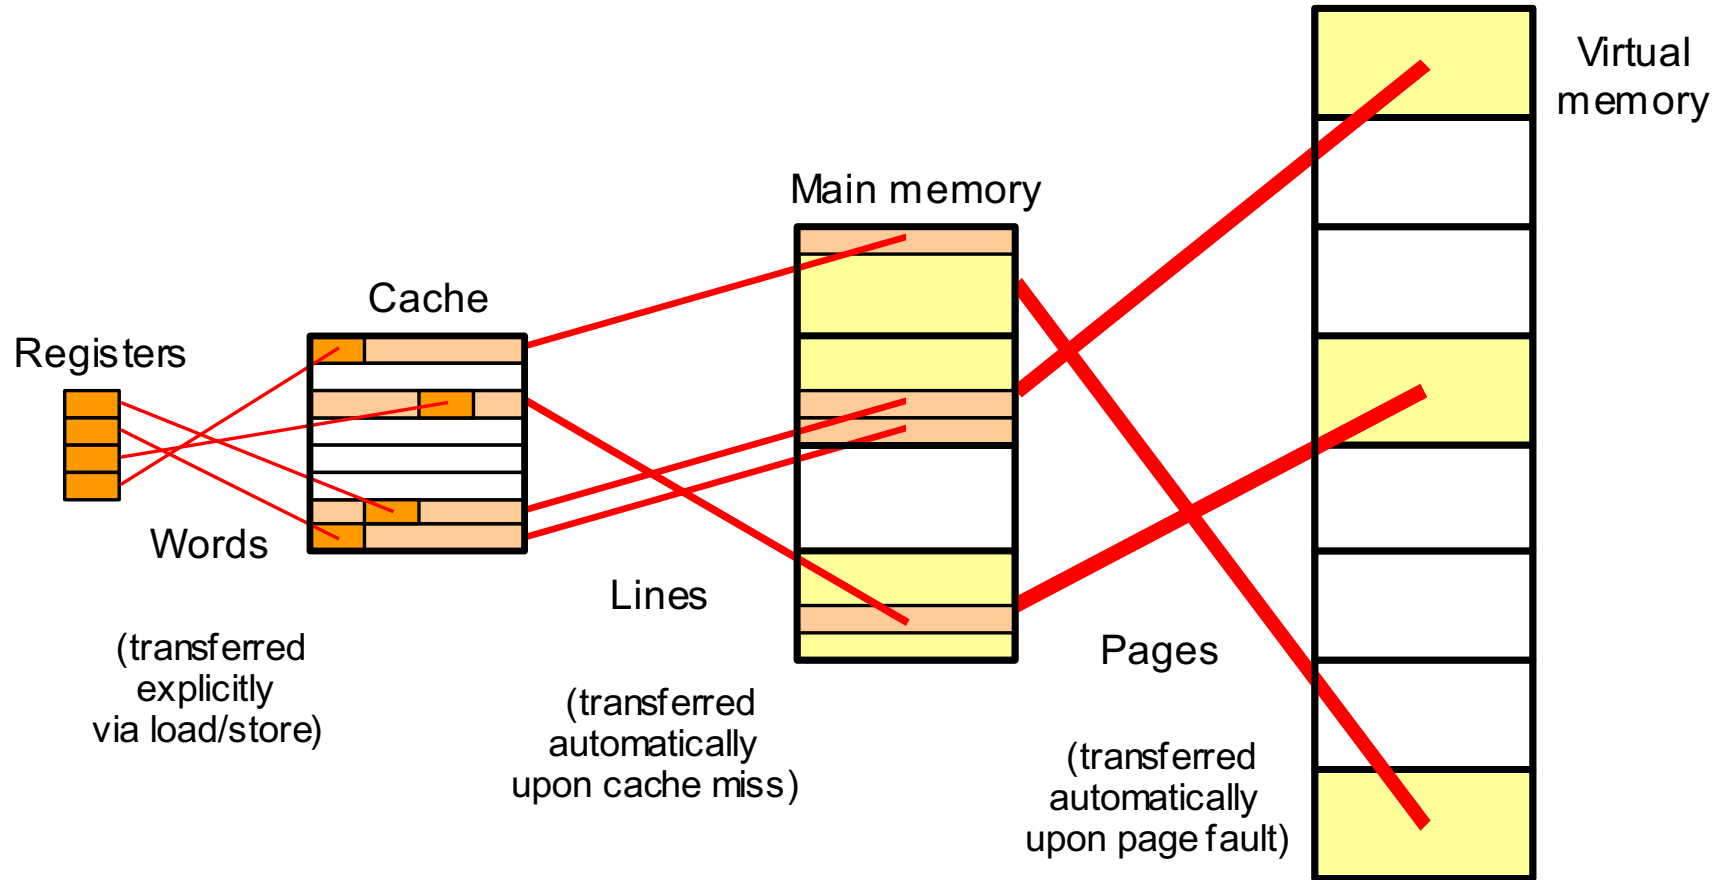 Virtual
memory
Main memory
Cache
Registers
Words
Lines
Pages
(transferred
explicitly
via load/store)
(transferred
automatically
upon cache miss)
(transferred
automatically
upon page fault)